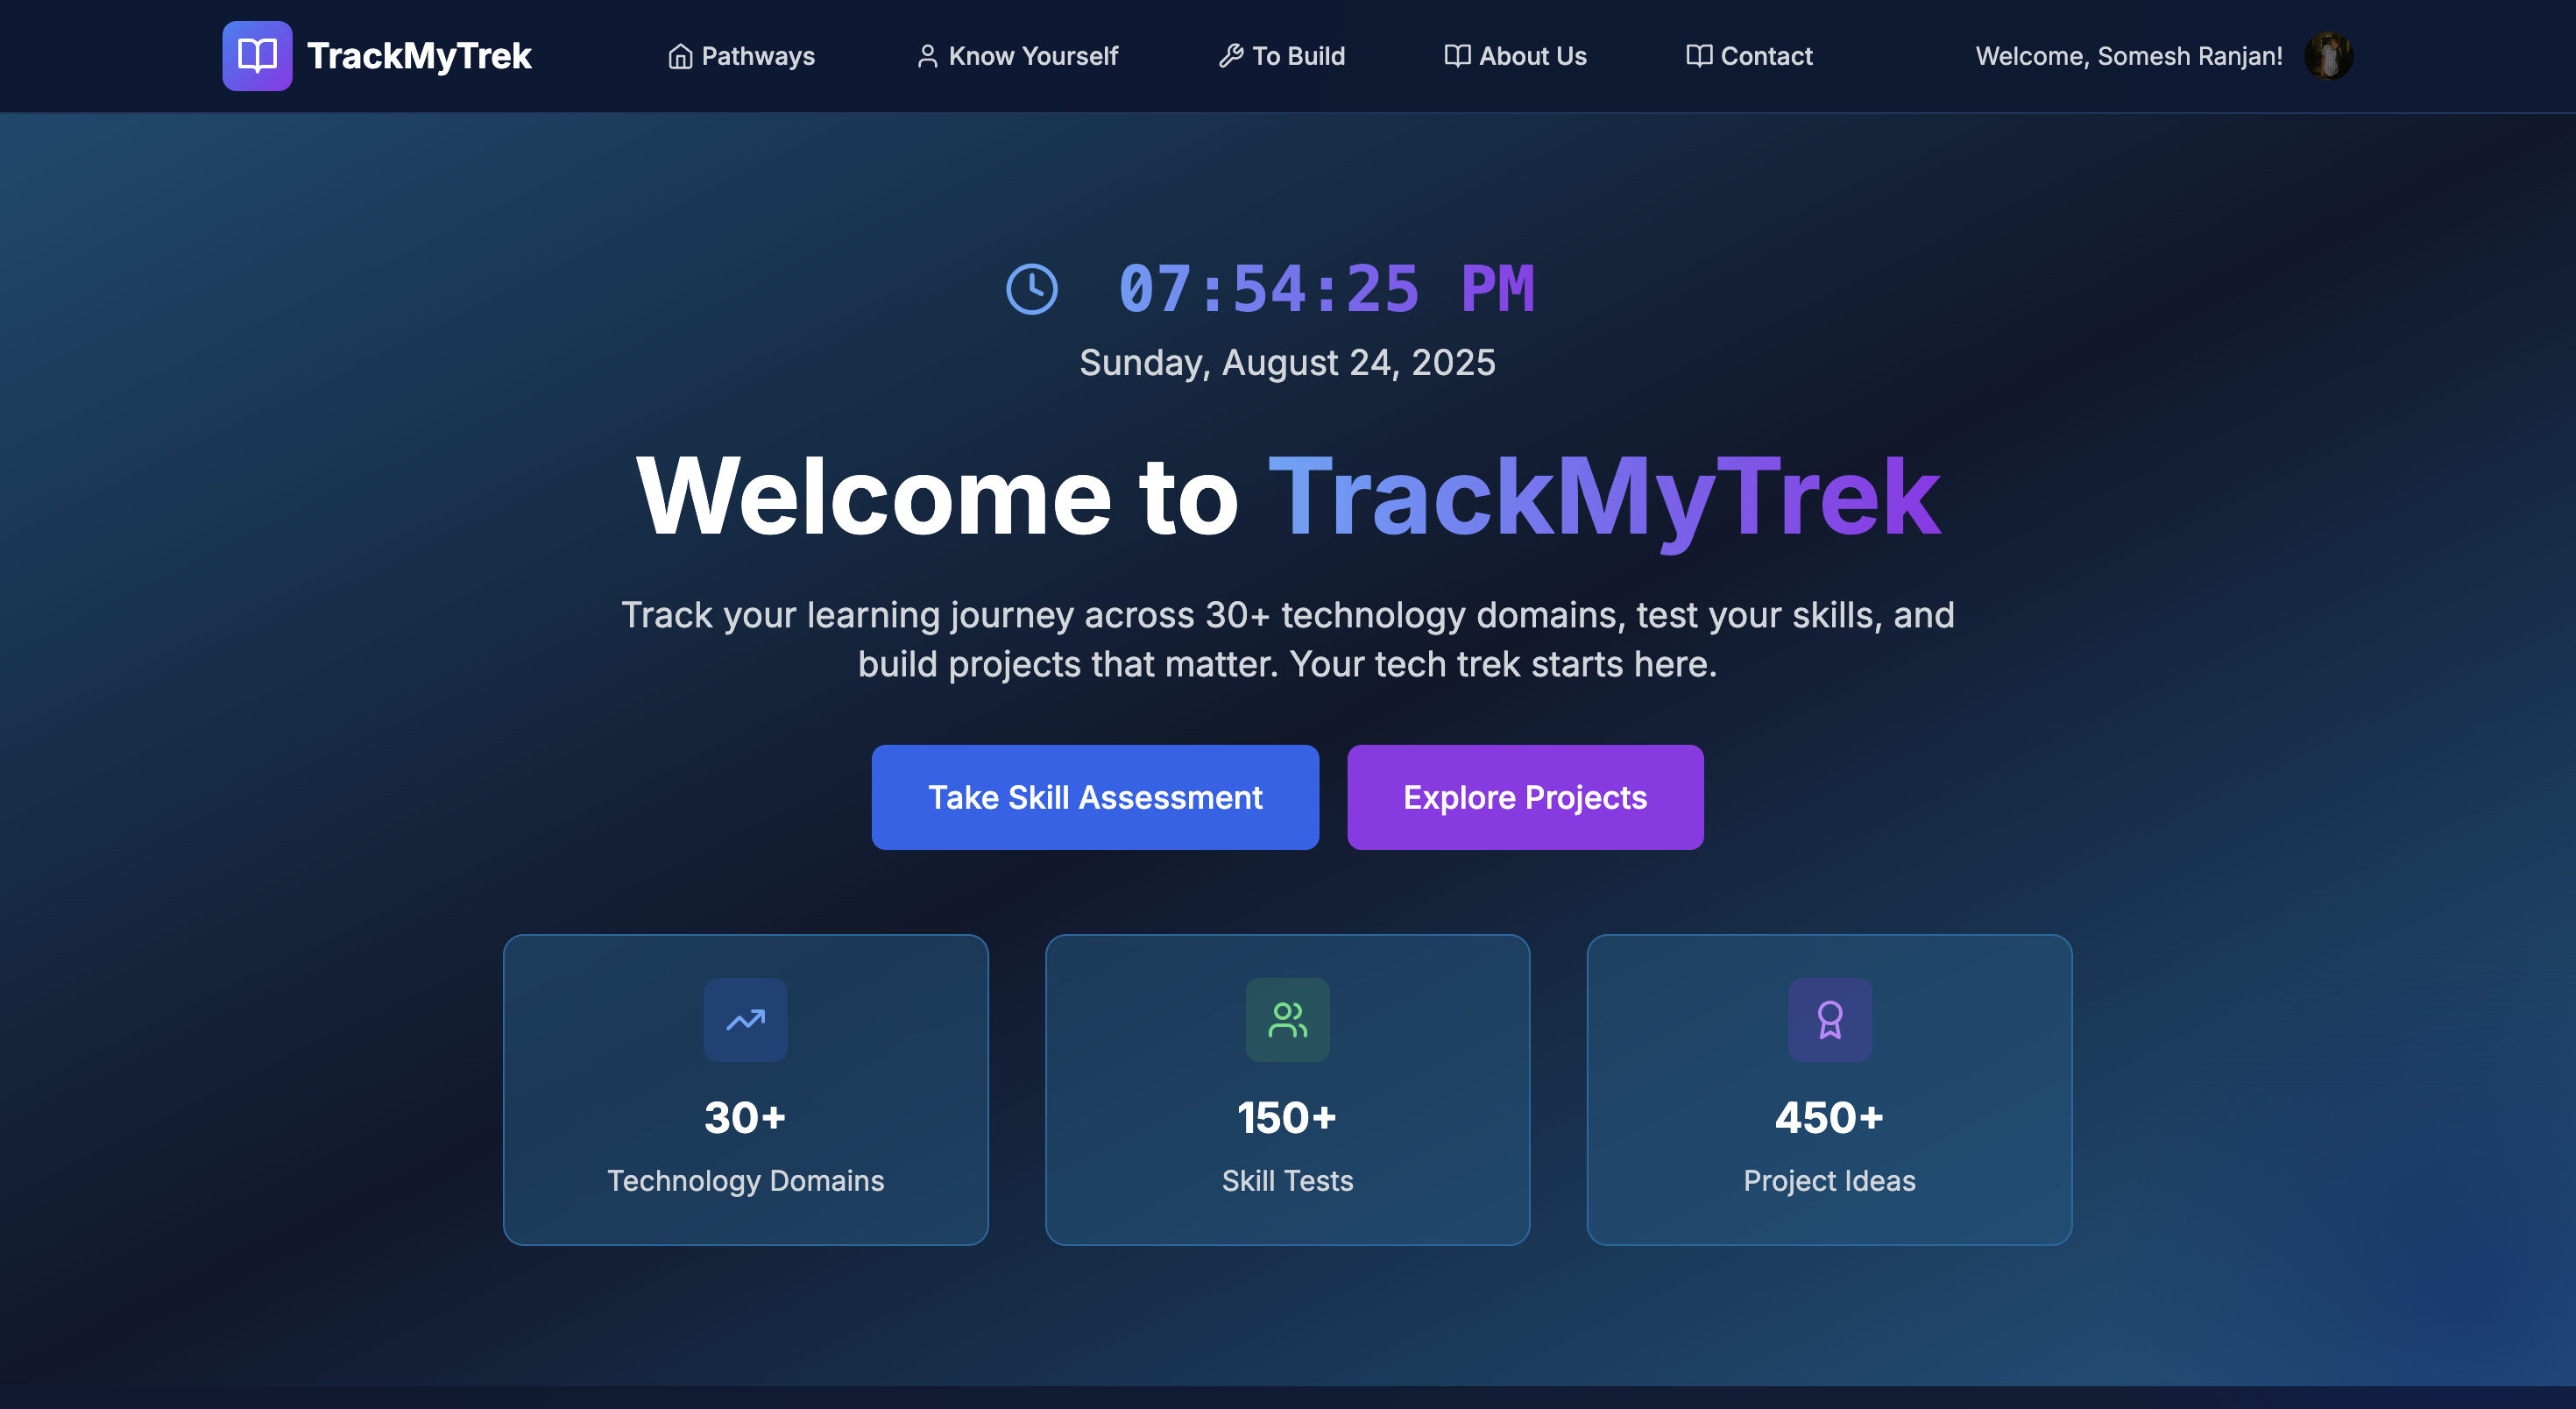 TrackMyTrek
Pathways
Know Yourself
To Build
About Us
Contact
Welcome, Somesh Ranjan!
07:54:25 PM
Sunday, August 24, 2025
Welcome to TrackMyTrek
Track your learning journey across 30+ technology domains, test your skills, and
build projects that matter. Your tech trek starts here.
Take Skill Assessment
Explore Projects
30+
Technology Domains
150+
Skill Tests
450+
Project Ideas